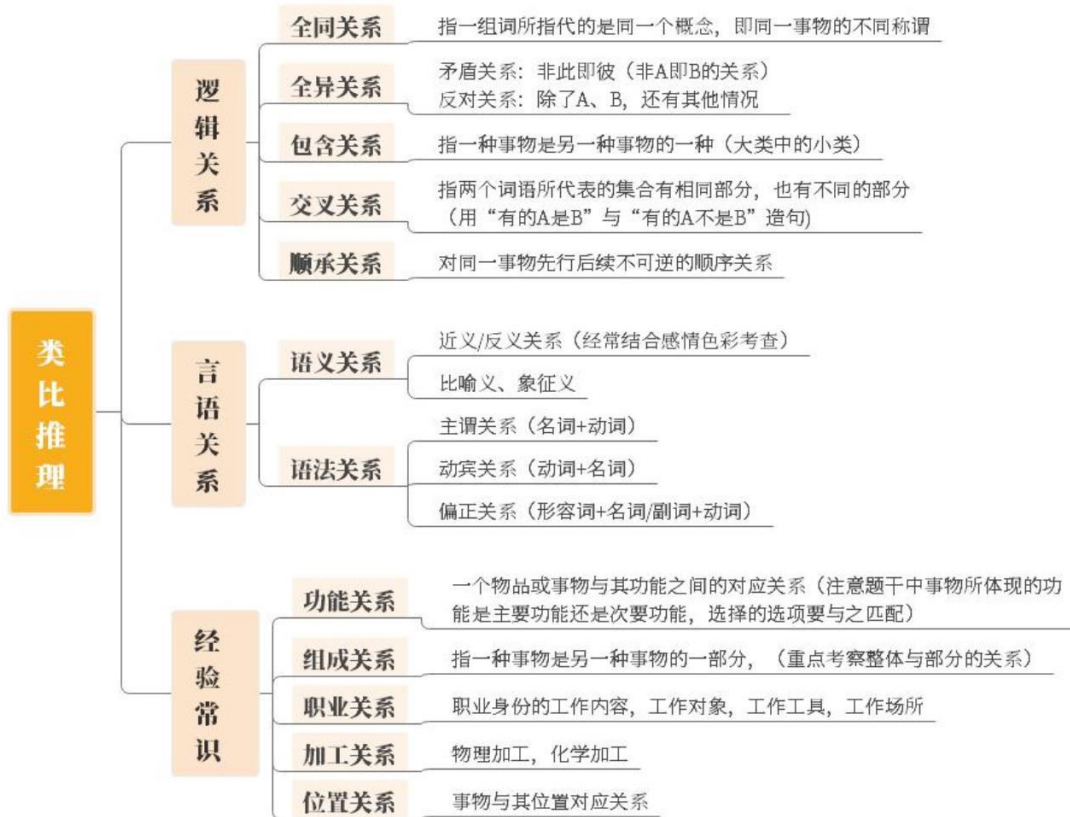 类比推理
逻辑关系
全同关系
指一组词所指代的是同一个概念，即同一事物的不同称谓
全异关系
矛盾关系：非此即彼（非A即B的关系）
反对关系：除了A、B，还有其他情况
包含关系
指一种事物是另一种事物的一种（大类中的小类）
交叉关系
指两个词语所代表的集合有相同部分，也有不同的部分
（用“有的A是B”与“有的A不是B”造句)
顺承关系
对同一事物先行后续不可逆的顺序关系
言语关系
语义关系
近义/反义关系（经常结合感情色彩考查）
比喻义、象征义
语法关系
主谓关系（名词+动词）
动宾关系（动词+名词）
偏正关系（形容词+名词/副词+动词）
经验常识
功能关系
一个物品或事物与其功能之间的对应关系（注意题干中事物所体现的功
能是主要功能还是次要功能，选择的选项要与之匹配）
组成关系
指一种事物是另一种事物的一部分，（重点考察整体与部分的关系）
职业关系
职业身份的工作内容，工作对象，工作工具，工作场所
加工关系
物理加工，化学加工
位置关系
事物与其位置对应关系